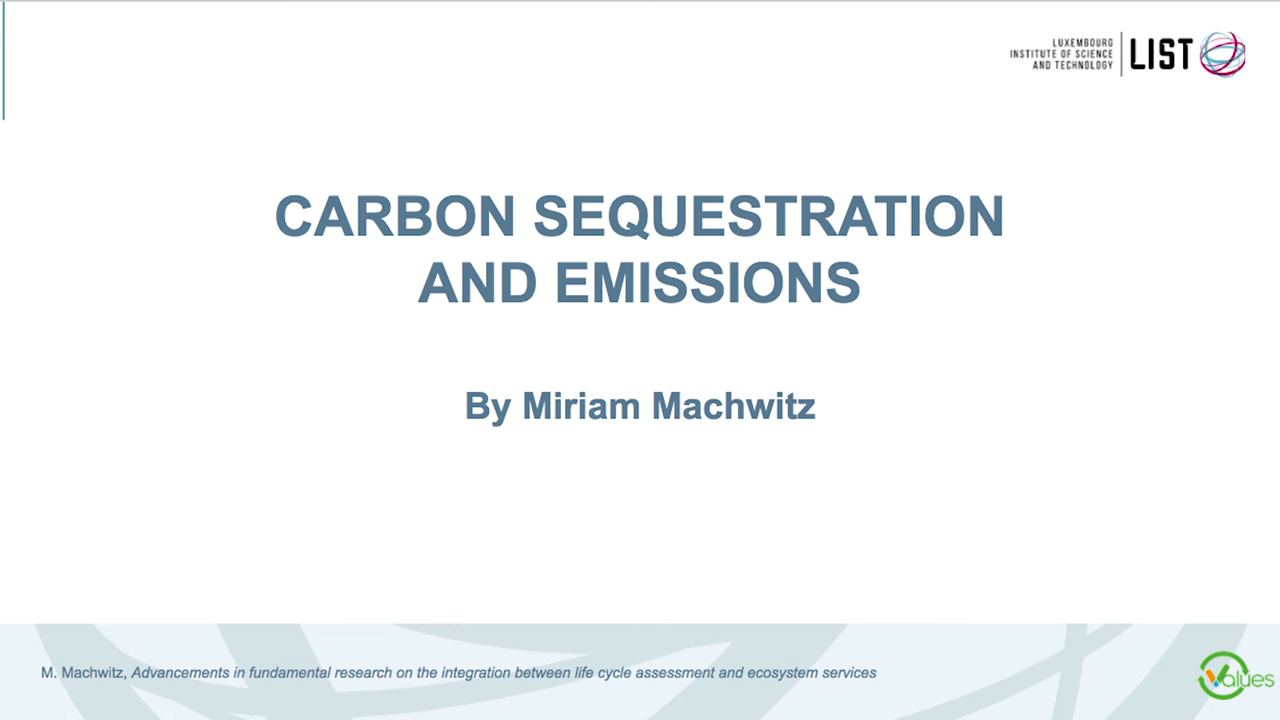 LUXEMBOURG
INSTITUTE OF SCIENCE
AND TECHNOLOGY
LIST
CARBON SEQUESTRATION
AND EMISSIONS
By Miriam Machwitz
M. Machwitz, Advancements in fundamental research on the integration between life cycle assessment and ecosystem services
Values